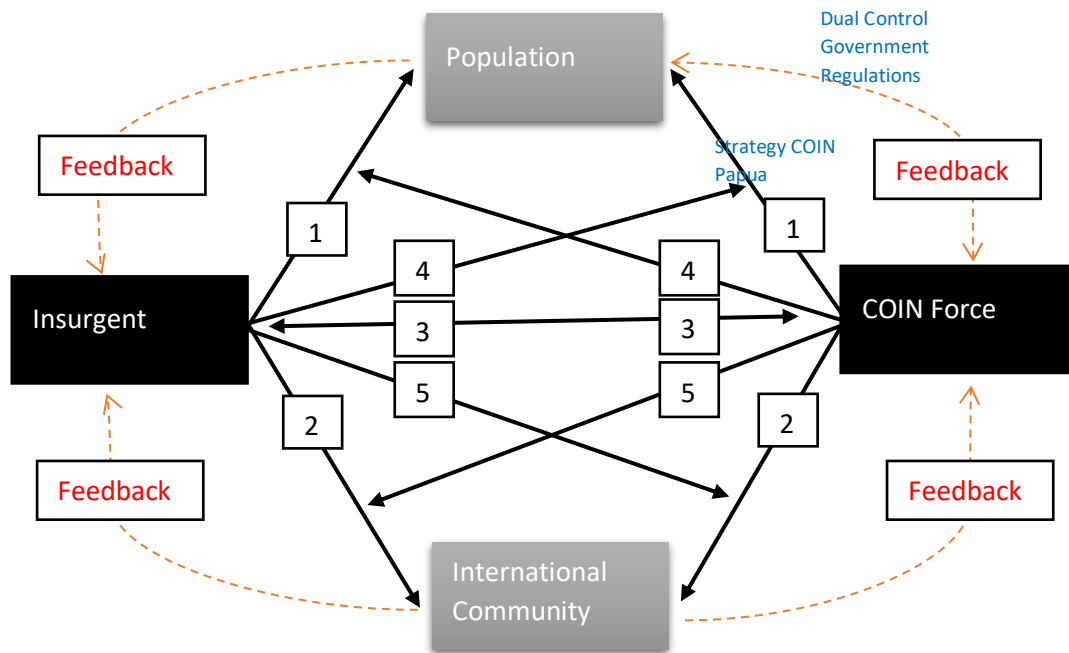 Dual Control
Government
Regulations
Population
Strategy COIN
Papua
Feedback
Feedback
1
1
4
4
Insurgent
COIN Force
3
3
5
5
2
2
Feedback
Feedback
International
Community